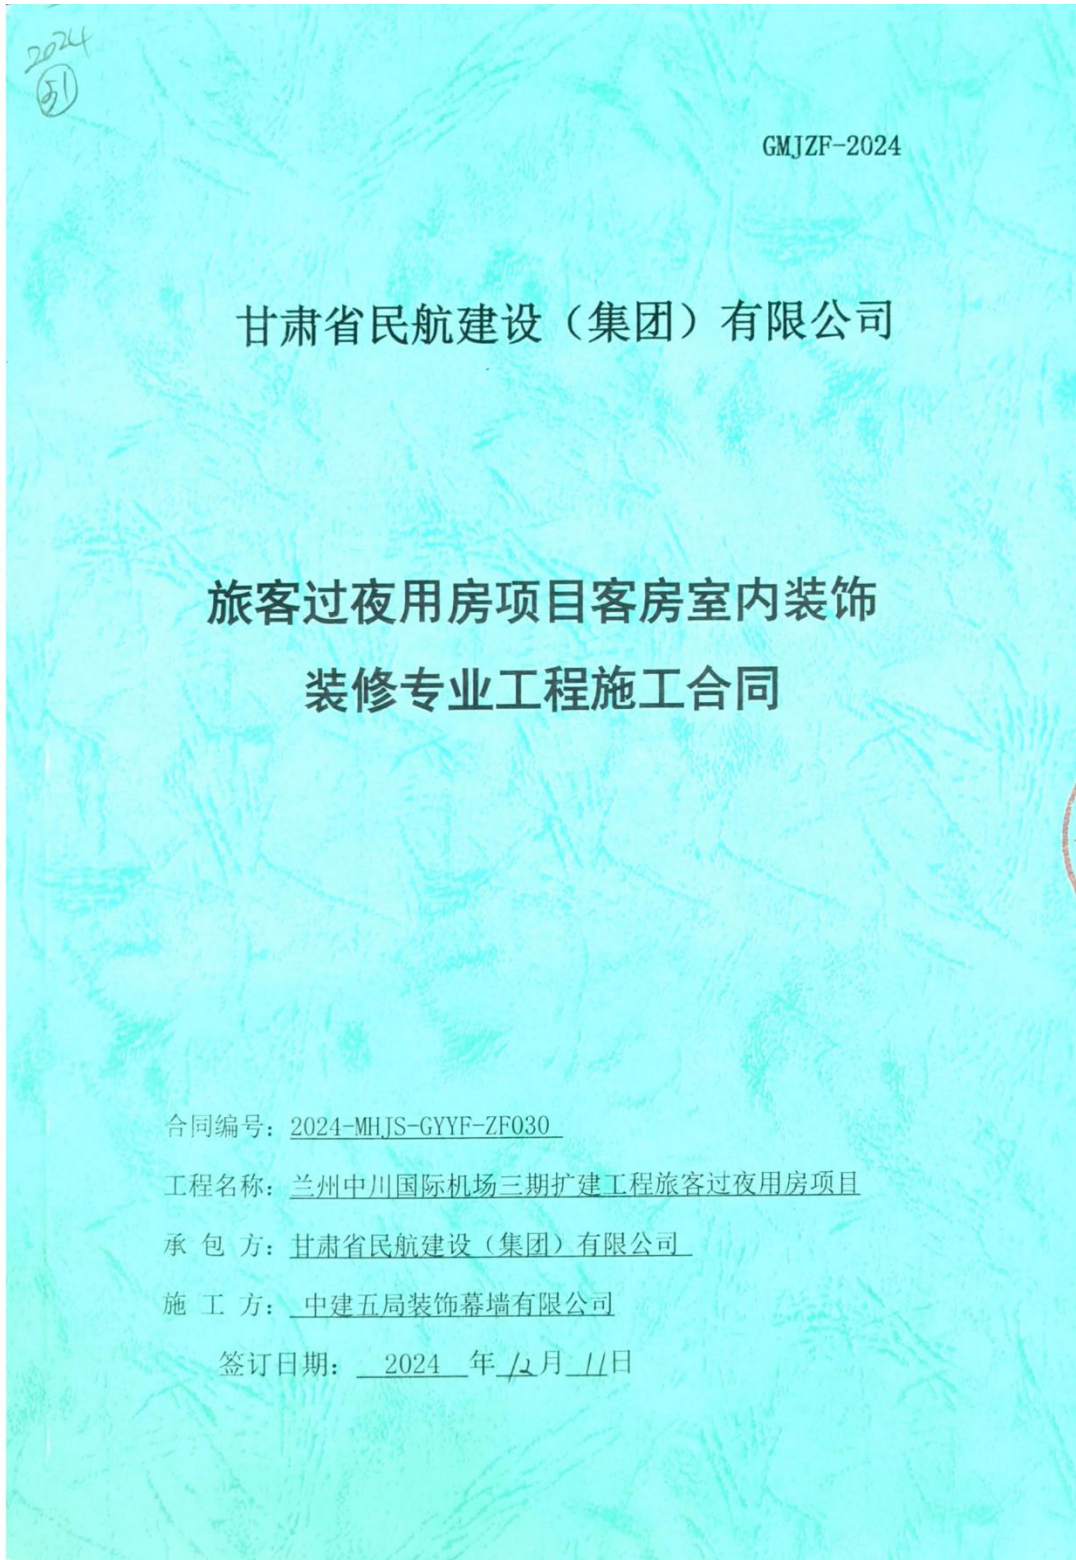 2024
51
GMJZF-2024
甘肃省民航建设（集团）有限公司
旅客过夜用房项目客房室内装饰
装修专业工程施工合同
合同编号：2024-MHJS-GYYF-ZF030
工程名称：兰州中川国际机场三期扩建工程旅客过夜用房项目
承 包 方：甘肃省民航建设（集团）有限公司
施 工 方：中建五局装饰幕墙有限公司
签订日期： 2024 年 12 月 11 日